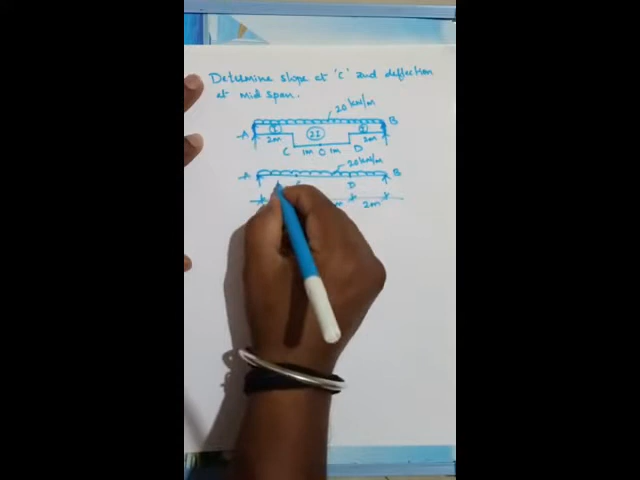 Determine slope at 'C' and deflection
at mid span.
20 kN/m
A I 2I I B
2m 2m
C 1m O 1m D
20 kN/m
A B
D
m 2m